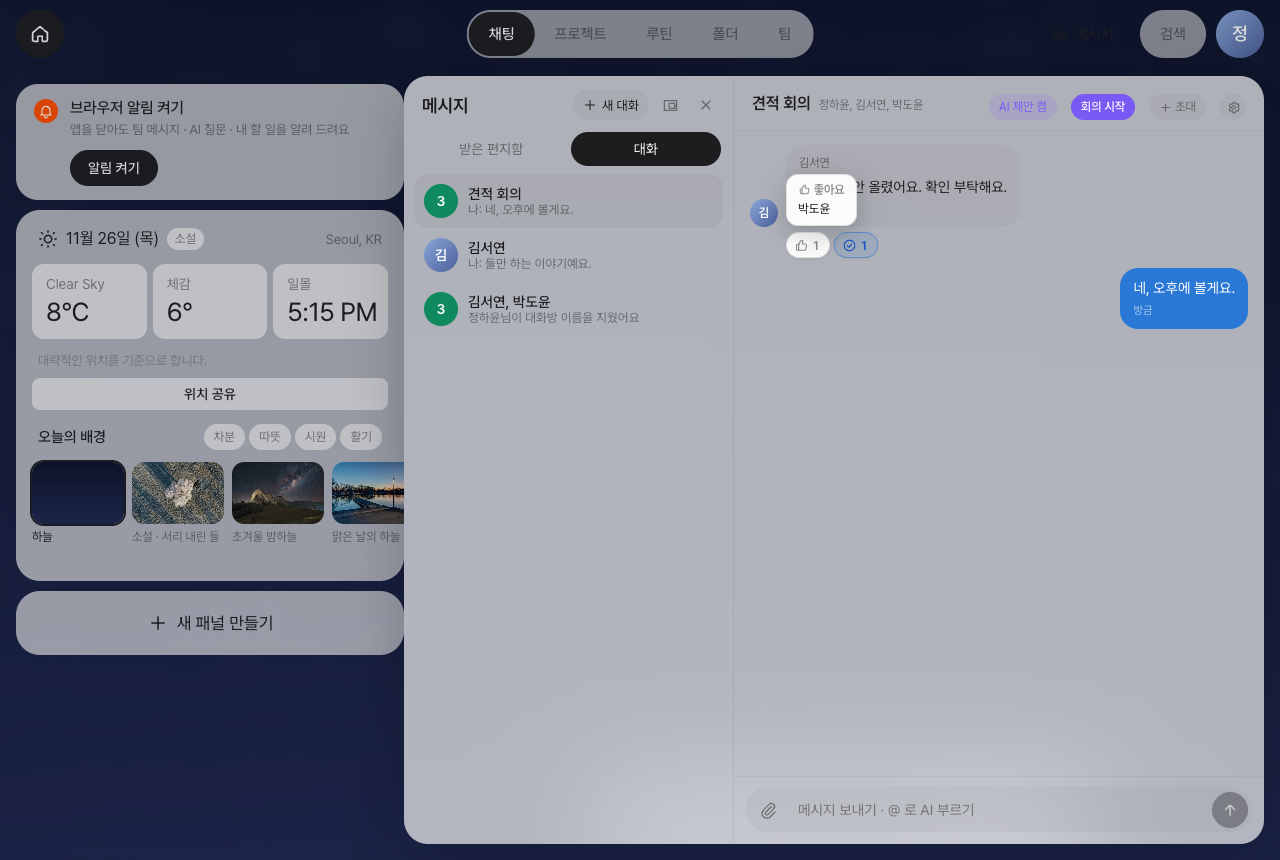 채팅
프로젝트
루틴
폴더
팀
메시지
검색
정
브라우저 알림 켜기
앱을 닫아도 팀 메시지 · AI 질문 · 내 할 일을 알려 드려요
알림 켜기
11월 26일 (목)
소설
Seoul, KR
Clear Sky
8°C
체감
6°
일몰
5:15 PM
대략적인 위치를 기준으로 합니다.
위치 공유
오늘의 배경
차분
따뜻
시원
활기
하늘
소설 · 서리 내린 들
초겨울 밤하늘
맑은 날의 하늘
새 패널 만들기
메시지
새 대화
받은 편지함
대화
3
견적 회의
나: 네, 오후에 볼게요.
김
김서연
나: 둘만 하는 이야기예요.
3
김서연, 박도윤
정하윤님이 대화방 이름을 지웠어요
견적 회의
정하윤, 김서연, 박도윤
AI 제안 켬
회의 시작
초대
김서연
올렸어요. 확인 부탁해요.
좋아요
박도윤
김
1
1
네, 오후에 볼게요.
방금
메시지 보내기 · @ 로 AI 부르기